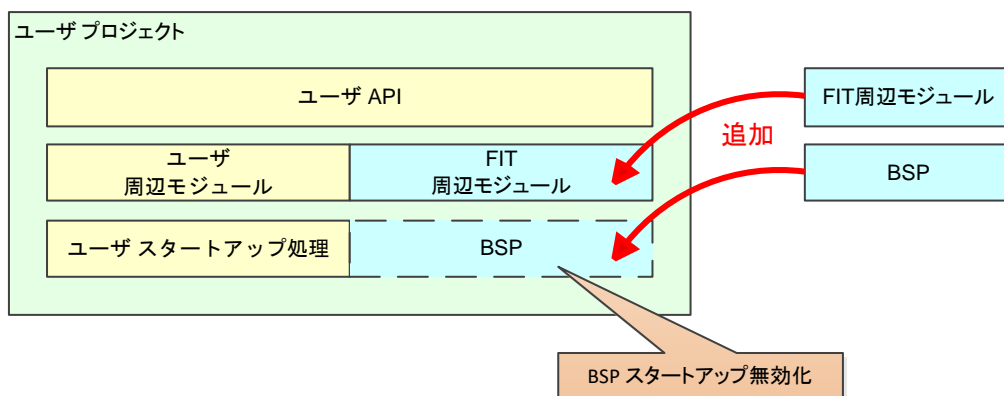 ユーザ プロジェクト
ユーザ API
FIT周辺モジュール
追加
ユーザ
周辺モジュール
FIT
周辺モジュール
BSP
ユーザ スタートアップ処理
BSP
BSP スタートアップ無効化